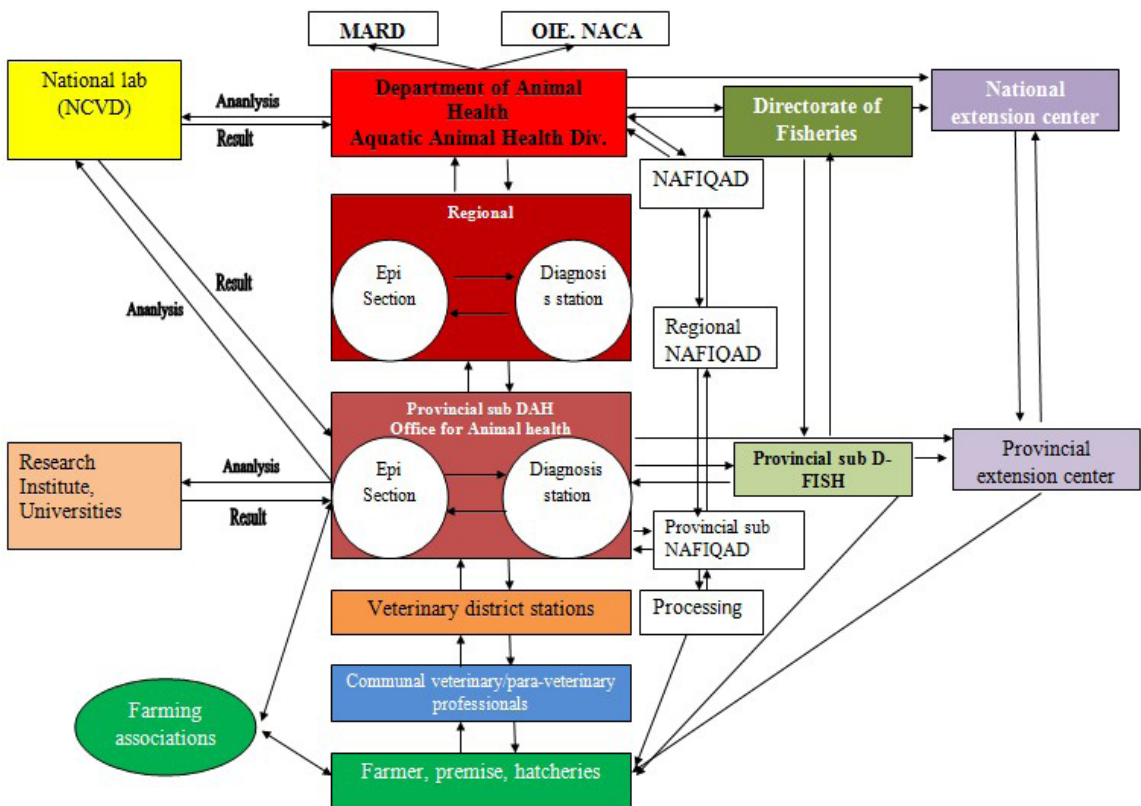 MARD
OIE. NACA
National lab
(NCVD)
Ananlysis
Result
Department of Animal
Health
Aquatic Animal Health Div.
Directorate of
Fisheries
National
extension center
NAFIQAD
Regional
Epi
Section
Diagnosi
s station
Result
Ananlysis
Regional
NAFIQAD
Provincial sub DAH
Office for Animal health
Epi
Section
Diagnosis
station
Research
Institute,
Universities
Ananlysis
Result
Provincial sub D-
FISH
Provincial
extension center
Provincial sub
NAFIQAD
Veterinary district stations
Processing
Communal veterinary/para-veterinary
professionals
Farming
associations
Farmer, premise, hatcheries